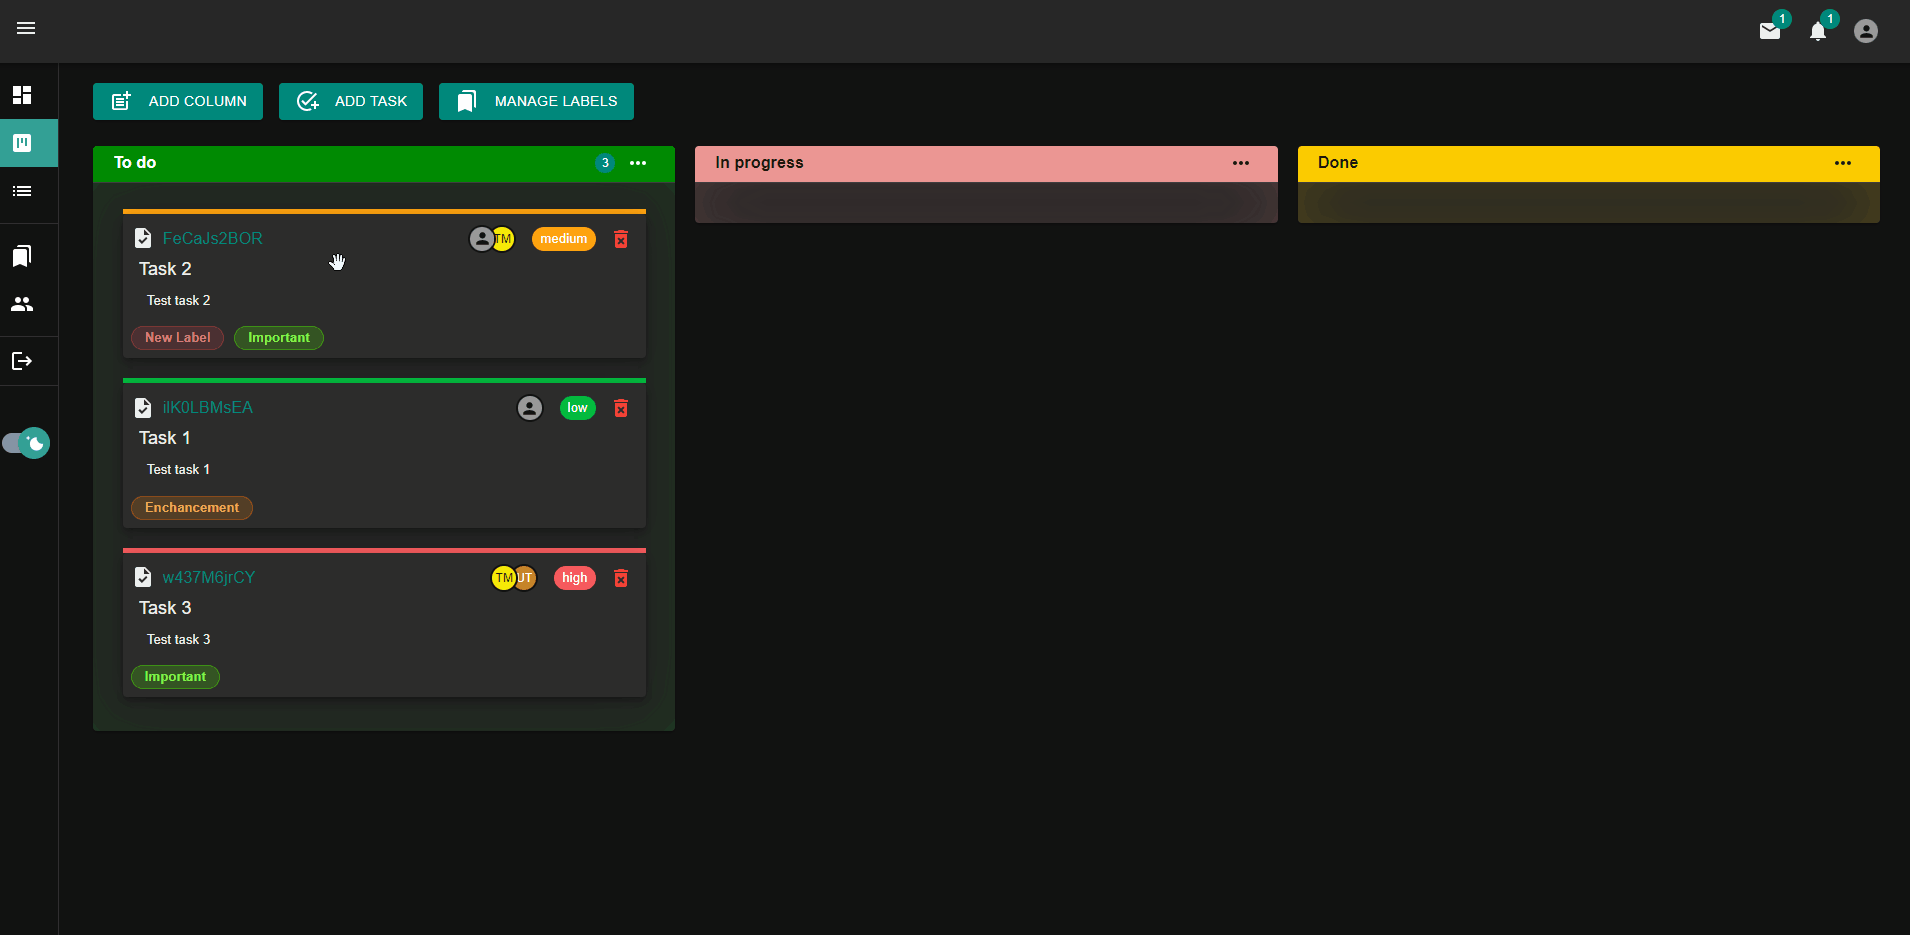 1 1
ADD COLUMN ADD TASK MANAGE LABELS
To do 3 In progress Done
FeCaJs2BOR TM medium
Task 2
Test task 2
New Label Important
ilK0LBMsEA low
Task 1
Test task 1
Enchancement
w437M6jrCY TM UT high
Task 3
Test task 3
Important